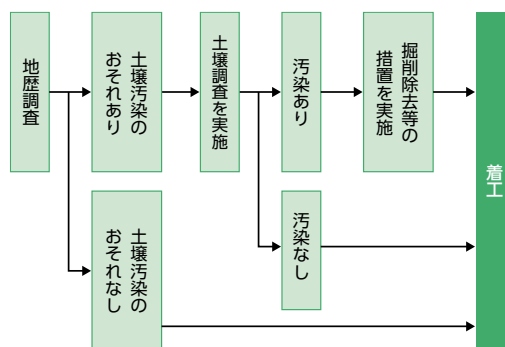 地歴調査
土壌汚染の
おそれあり
土壌調査を実施
汚染あり
掘削除去等の
措置を実施
着工
土壌汚染の
おそれなし
汚染なし